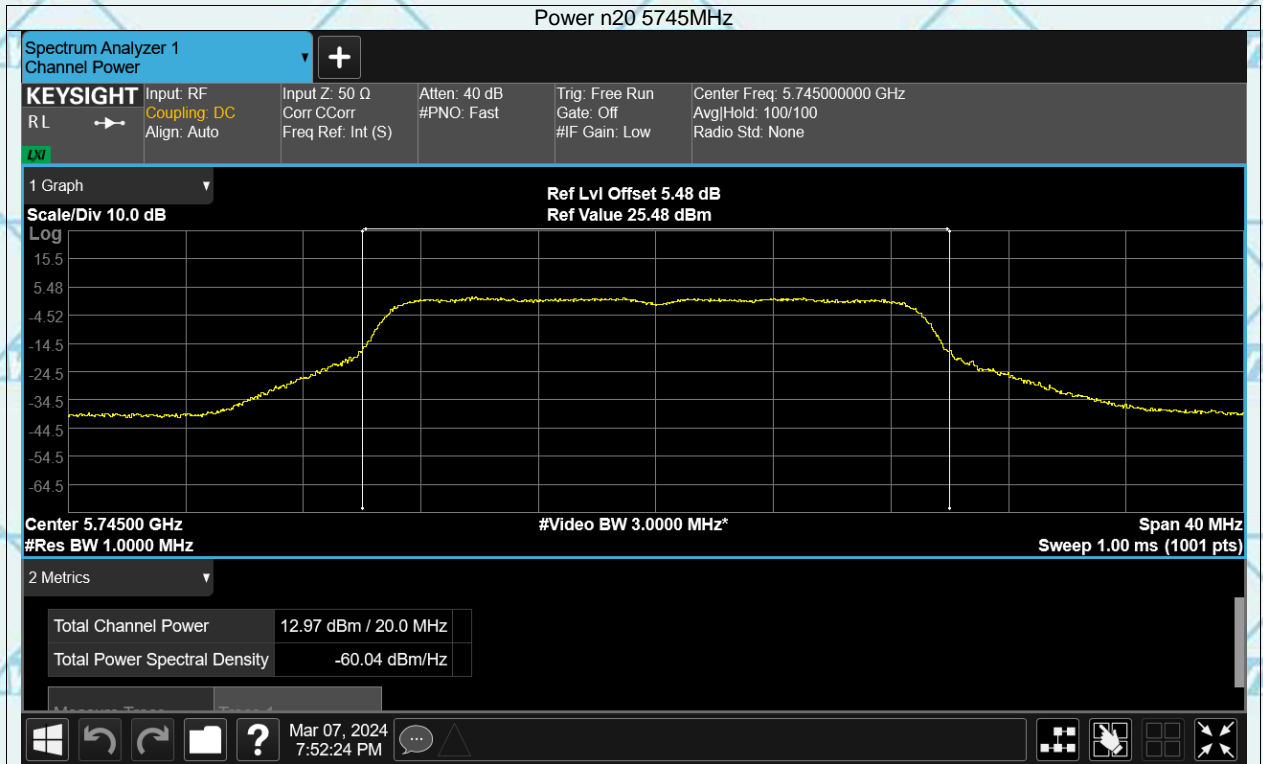 Power n20 5745MHz
Spectrum Analyzer 1
Channel Power
+
KEYSIGHT
R L
LXI
Input: RF
Coupling: DC
Align: Auto
Input Z: 50 Ω
Corr CCorr
Freq Ref: Int (S)
Atten: 40 dB
#PNO: Fast
Trig: Free Run
Gate: Off
#IF Gain: Low
Center Freq: 5.745000000 GHz
Avg|Hold: 100/100
Radio Std: None
1 Graph
Ref Lvl Offset 5.48 dB
Scale/Div 10.0 dB
Ref Value 25.48 dBm
Log
15.5
5.48
-4.52
-14.5
-24.5
-34.5
-44.5
-54.5
-64.5
Center 5.74500 GHz
#Video BW 3.0000 MHz*
Span 40 MHz
#Res BW 1.0000 MHz
Sweep 1.00 ms (1001 pts)
2 Metrics
Total Channel Power 12.97 dBm / 20.0 MHz
Total Power Spectral Density -60.04 dBm/Hz
Measure Trace Trace 1
?
Mar 07, 2024
7:52:24 PM